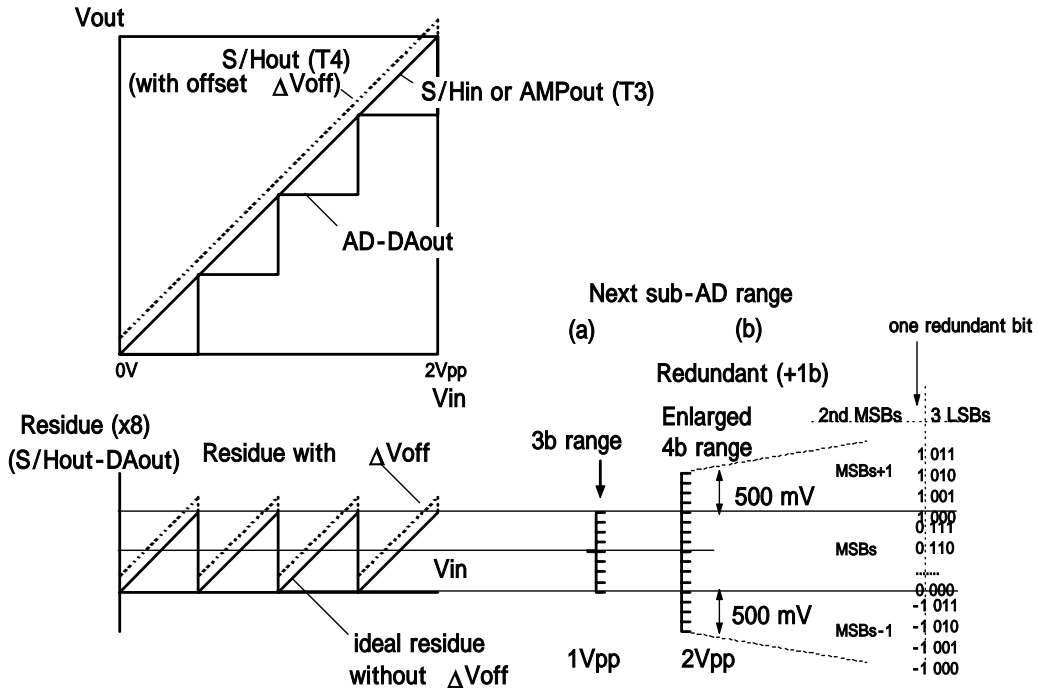 Vout
S/Hout (T4)
(with offset ΔVoff)
S/Hin or AMPout (T3)
AD-DAout
0V
2Vpp
Vin
Next sub-AD range
(a)
(b)
one redundant bit
Redundant (+1b)
Residue (x8)
(S/Hout-DAout)
Residue with ΔVoff
3b range
Enlarged
4b range
2nd MSBs
3 LSBs
MSBs+1
500 mV
1 011
1 010
1 001
1 000
0 111
MSBs
0 110
.......
0 000
Vin
500 mV
MSBs-1
-1 011
-1 010
-1 001
-1 000
ideal residue
without ΔVoff
1Vpp
2Vpp